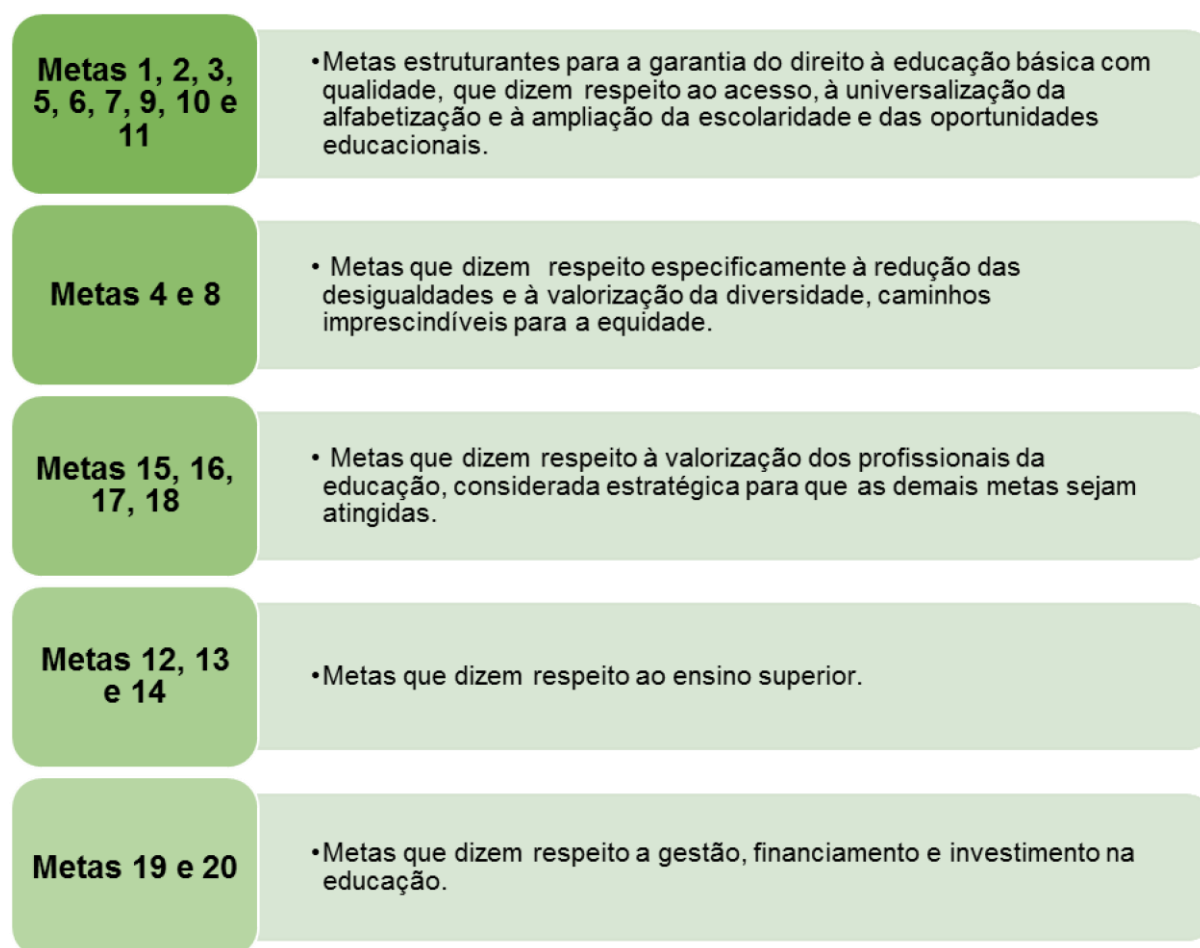 Metas 1, 2, 3,
5, 6, 7, 9, 10 e
11
•Metas estruturantes para a garantia do direito à educação básica com
qualidade, que dizem respeito ao acesso, à universalização da
alfabetização e à ampliação da escolaridade e das oportunidades
educacionais.
Metas 4 e 8
• Metas que dizem respeito especificamente à redução das
desigualdades e à valorização da diversidade, caminhos
imprescindíveis para a equidade.
Metas 15, 16,
17, 18
• Metas que dizem respeito à valorização dos profissionais da
educação, considerada estratégica para que as demais metas sejam
atingidas.
Metas 12, 13
e 14
•Metas que dizem respeito ao ensino superior.
Metas 19 e 20
•Metas que dizem respeito a gestão, financiamento e investimento na
educação.